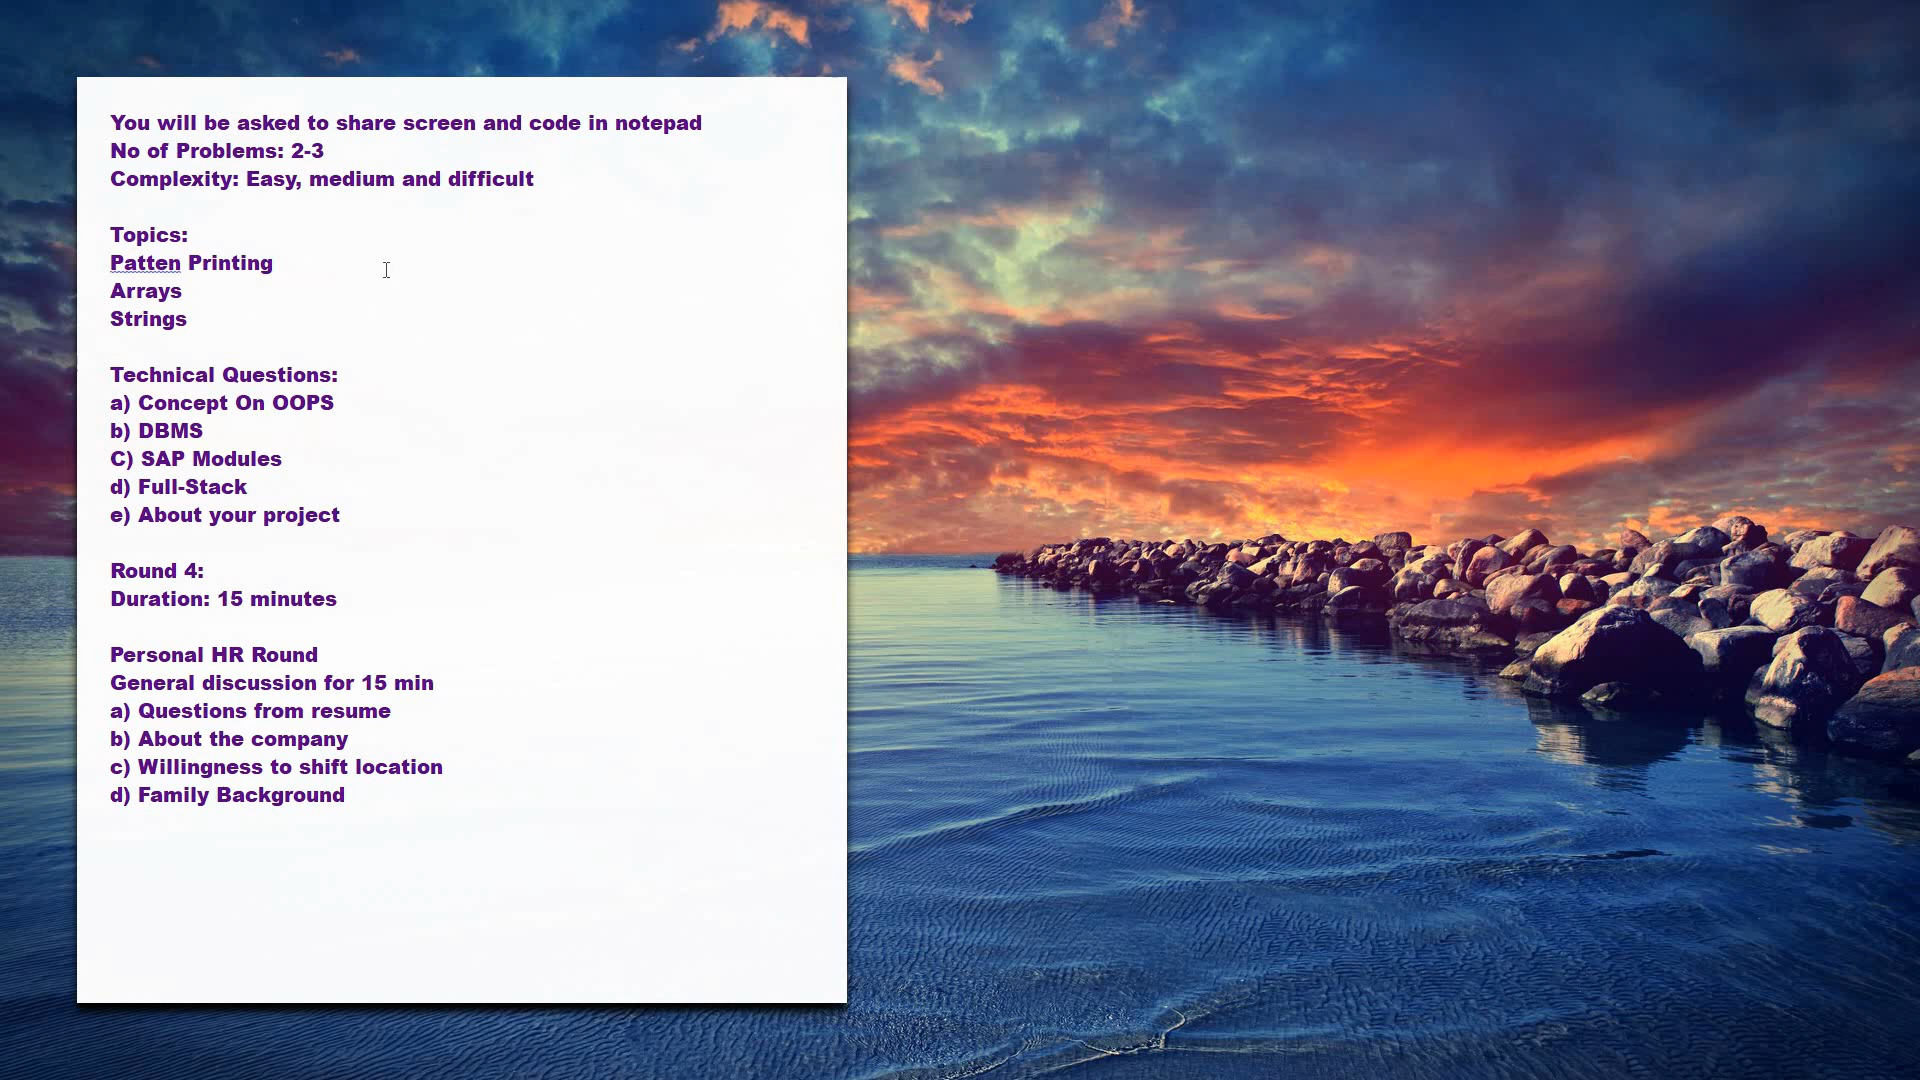 You will be asked to share screen and code in notepad
No of Problems: 2-3
Complexity: Easy, medium and difficult
Topics:
Patten Printing
Arrays
Strings
Technical Questions:
a) Concept On OOPS
b) DBMS
C) SAP Modules
d) Full-Stack
e) About your project
Round 4:
Duration: 15 minutes
Personal HR Round
General discussion for 15 min
a) Questions from resume
b) About the company
c) Willingness to shift location
d) Family Background